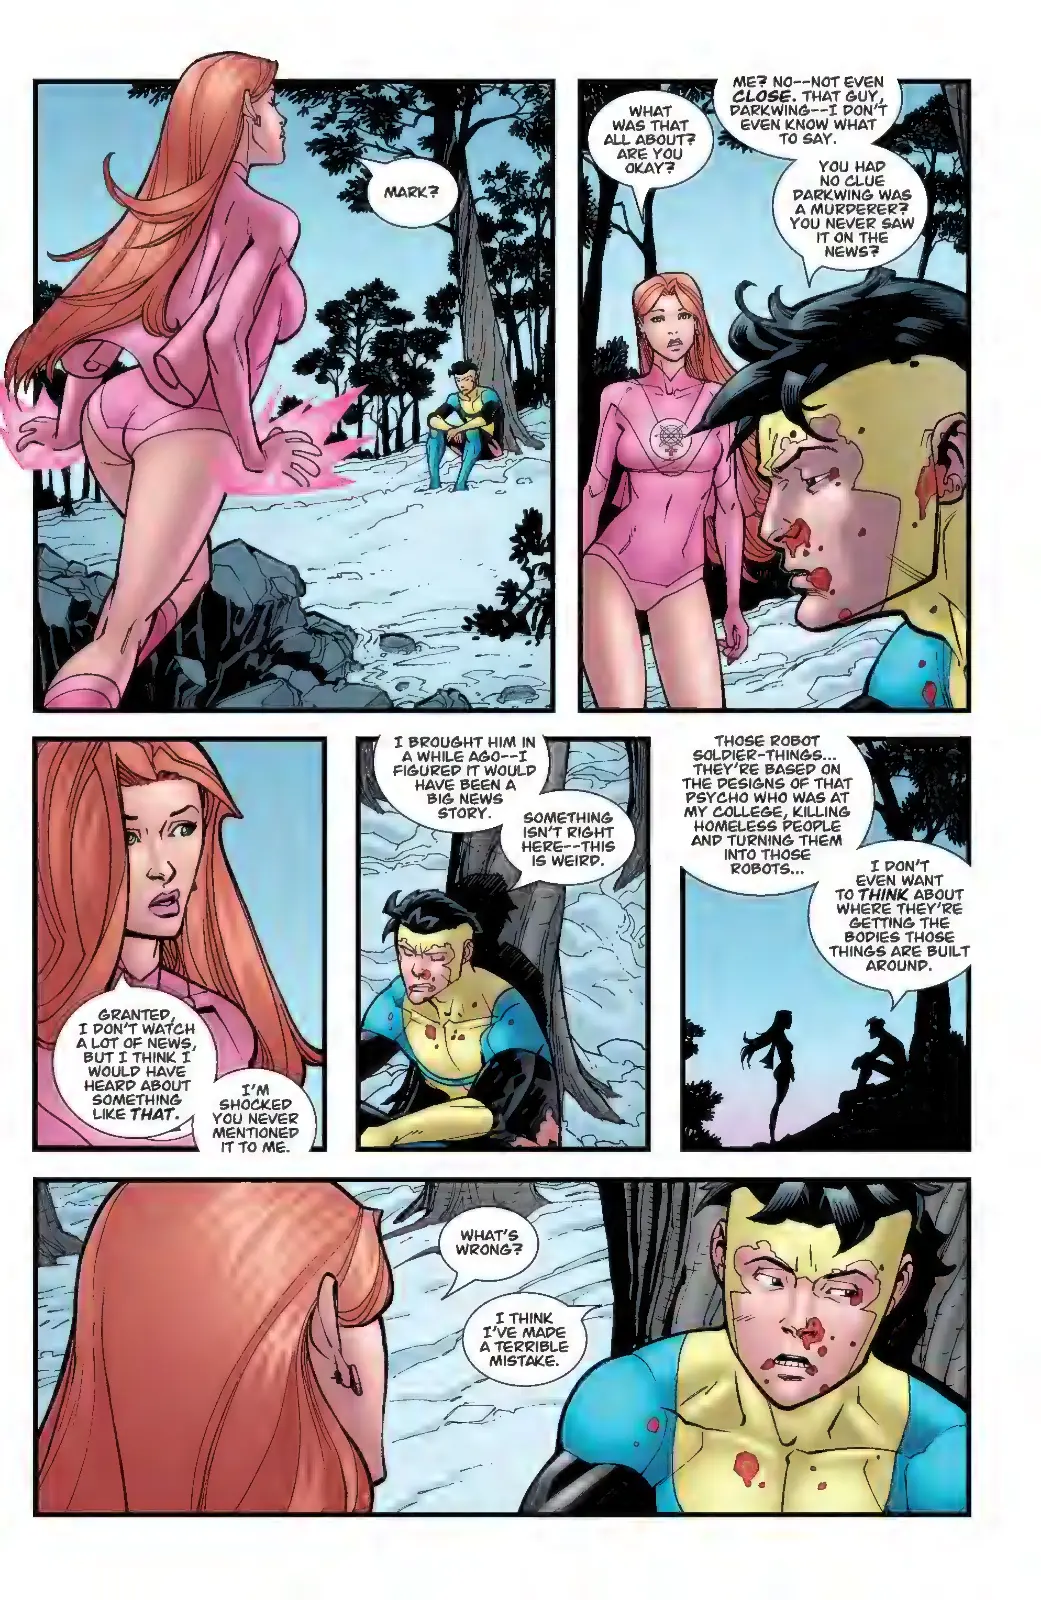 MARK?
WHAT
WAS THAT
ALL ABOUT?
ARE YOU
OKAY?
ME? NO--NOT EVEN
CLOSE. THAT GUY,
DARKWING--I DON'T
EVEN KNOW WHAT
TO SAY.
YOU HAD
NO CLUE
DARKWING WAS
A MURDERER?
YOU NEVER SAW
IT ON THE
NEWS?
GRANTED,
I DON'T WATCH
A LOT OF NEWS,
BUT I THINK I
WOULD HAVE
HEARD ABOUT
SOMETHING
LIKE THAT.
I'M
SHOCKED
YOU NEVER
MENTIONED
IT TO ME.
I BROUGHT HIM IN
A WHILE AGO--I
FIGURED IT WOULD
HAVE BEEN A
BIG NEWS
STORY.
SOMETHING
ISN'T RIGHT
HERE--THIS
IS WEIRD.
THOSE ROBOT
SOLDIER-THINGS...
THEY'RE BASED ON
THE DESIGNS OF THAT
PSYCHO WHO WAS AT
MY COLLEGE, KILLING
HOMELESS PEOPLE
AND TURNING THEM
INTO THOSE
ROBOTS...
I DON'T
EVEN WANT
TO THINK ABOUT
WHERE THEY'RE
GETTING THE
BODIES THOSE
THINGS ARE BUILT
AROUND.
WHAT'S
WRONG?
I THINK
I'VE MADE
A TERRIBLE
MISTAKE.